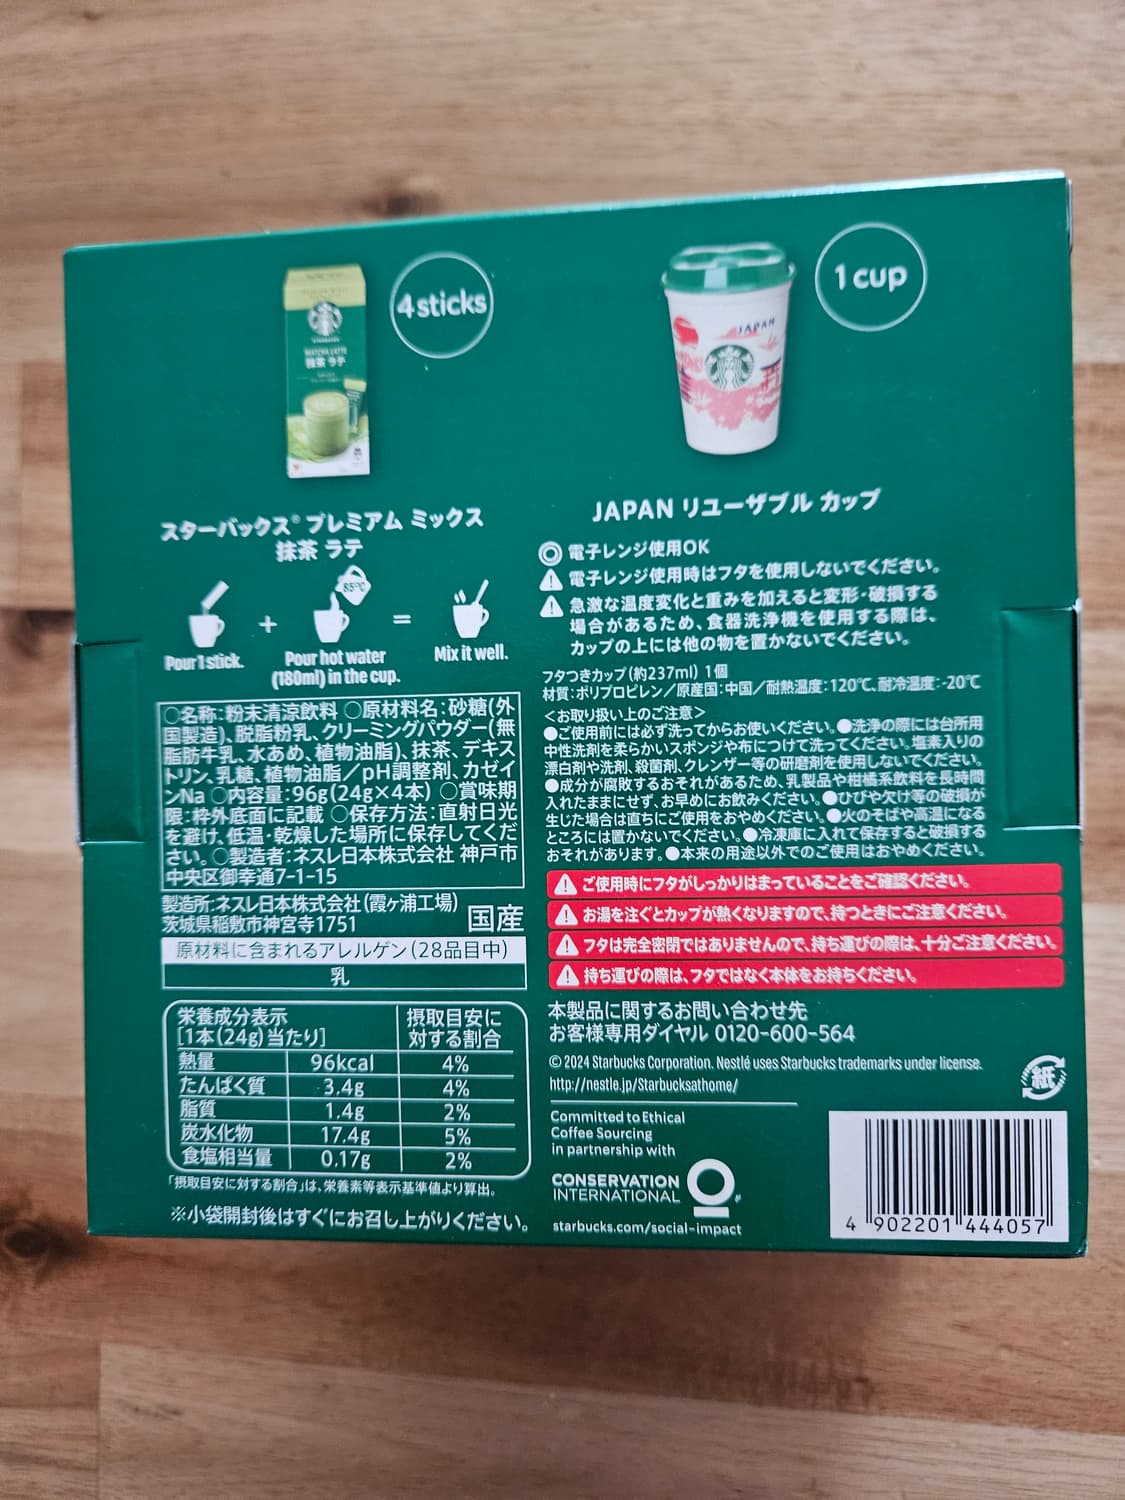 4 sticks
1 cup
STARBUCKS
MATCHA LATTE
抹茶 ラテ
JAPAN
スターバックス® プレミアム ミックス
抹茶 ラテ
85℃
Pour 1 stick.
Pour hot water
(180ml) in the cup.
Mix it well.
○名称:粉末清涼飲料 ○原材料名:砂糖(外
国製造)、脱脂粉乳、クリーミングパウダー(無
脂肪牛乳、水あめ、植物油脂)、抹茶、デキス
トリン、乳糖、植物油脂／pH調整剤、カゼイ
ンNa ○内容量:96g(24g×4本) ○賞味期
限:枠外底面に記載 ○保存方法:直射日光
を避け、低温・乾燥した場所に保存してくだ
さい。○製造者:ネスレ日本株式会社 神戸市
中央区御幸通7-1-15
製造所:ネスレ日本株式会社(霞ヶ浦工場)
茨城県稲敷市神宮寺1751
国産
原材料に含まれるアレルゲン(28品目中)
乳
栄養成分表示
[1本(24g)当たり]
摂取目安に
対する割合
熱量 96kcal 4%
たんぱく質 3.4g 4%
脂質 1.4g 2%
炭水化物 17.4g 5%
食塩相当量 0.17g 2%
「摂取目安に対する割合」は、栄養素等表示基準値より算出。
※小袋開封後はすぐにお召し上がりください。
JAPAN リユーザブル カップ
電子レンジ使用OK
電子レンジ使用時はフタを使用しないでください。
急激な温度変化と重みを加えると変形・破損する
場合があるため、食器洗浄機を使用する際は、
カップの上には他の物を置かないでください。
フタつきカップ(約237ml) 1個
材質:ポリプロピレン／原産国:中国／耐熱温度:120℃、耐冷温度:-20℃
＜お取り扱い上のご注意＞
●ご使用前には必ず洗ってからお使いください。●洗浄の際には台所用
中性洗剤を柔らかいスポンジや布につけて洗ってください。塩素入りの
漂白剤や洗剤、殺菌剤、クレンザー等の研磨剤を使用しないでください。
●成分が腐敗するおそれがあるため、乳製品や柑橘系飲料を長時間
入れたままにせず、お早めにお飲みください。●ひびや欠け等の破損が
生じた場合は直ちにご使用をおやめください。●火のそばや高温になる
ところには置かないでください。●冷凍庫に入れて保存すると破損する
おそれがあります。●本来の用途以外でのご使用はおやめください。
ご使用時にフタがしっかりはまっていることをご確認ください。
お湯を注ぐとカップが熱くなりますので、持つときにご注意ください。
フタは完全密閉ではありませんので、持ち運びの際は、十分ご注意ください。
持ち運びの際は、フタではなく本体をお持ちください。
本製品に関するお問い合わせ先
お客様専用ダイヤル 0120-600-564
© 2024 Starbucks Corporation. Nestlé uses Starbucks trademarks under license.
http://nestle.jp/Starbucksathome/
紙
Committed to Ethical
Coffee Sourcing
in partnership with
CONSERVATION
INTERNATIONAL
starbucks.com/social-impact
4 902201 444057